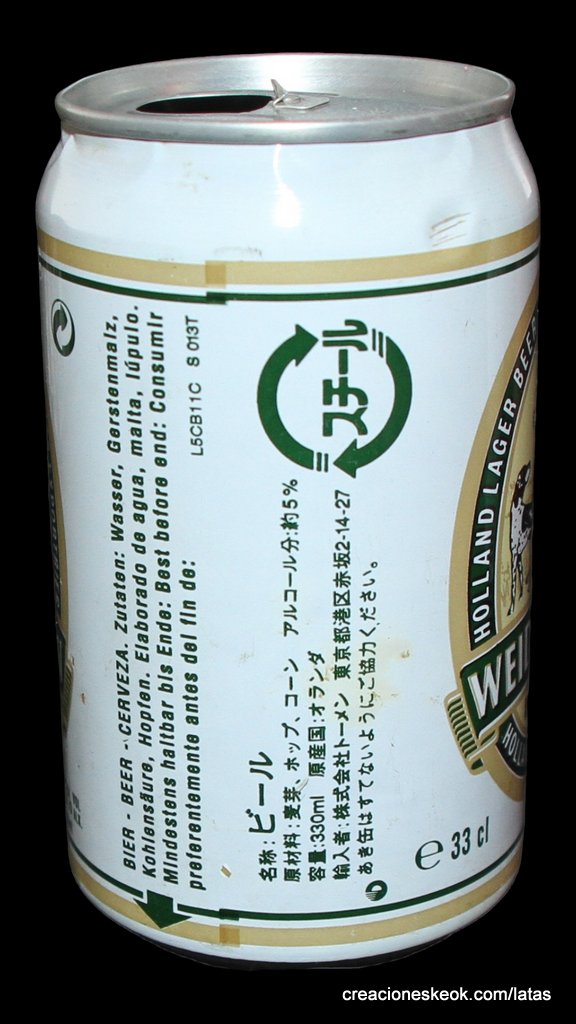 BIER - BEER - CERVEZA. Zutaten: Wasser, Gerstenmalz,
Kohlensäure, Hopfen. Elaborado de agua, malta, lúpulo.
Mindestens haltbar bis Ende: Best before end: Consumir
preferentemente antes del fin de:
L5CB11C S 013T
スチール
名称:ビール
原材料:麦芽、ホップ、コーン アルコール分:約5%
容量:330ml 原産国:オランダ
輸入者:株式会社トーメン 東京都港区赤坂2-14-27
あき缶はすてないようにご協力ください。
e 33 cl
HOLLAND LAGER BEER
creacioneskeok.com/latas